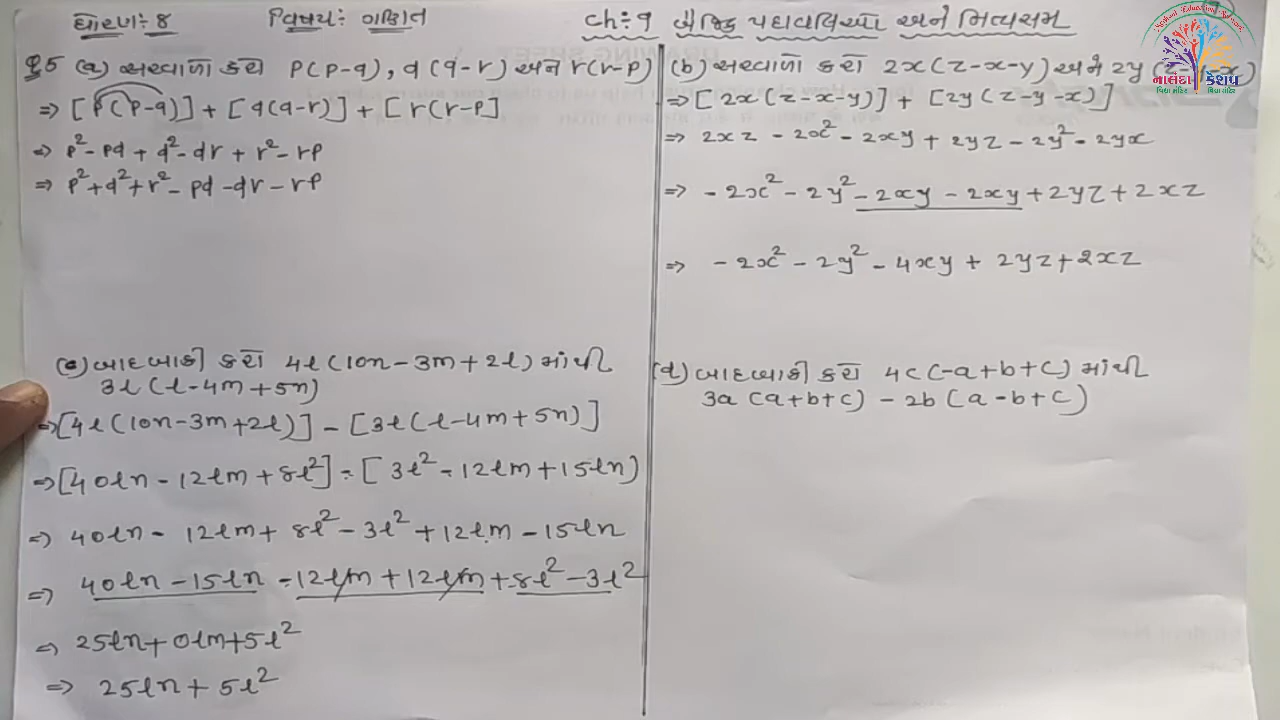 ધોરણ: ૪ વિષય: ગણિત Ch: 9 બૈજિક પદાવલિઓ અને નિત્યસમ
નાલંદા કેશવ
વિદ્યા મંદિર વિદ્યા મંદિર
(a) સરવાળો કરો P(P-q), q(q-r) અને r(r-P)
⇒ [P(P-q)] + [q(q-r)] + [r(r-P]
⇒ P² - pq + q² - qr + r² - rP
⇒ P² + q² + r² - pq - qr - rP
(b) સરવાળો કરો 2x(z-x-y) અને 2y
⇒ [2x(z-x-y)] + [2y(z-y-x)]
⇒ 2xz - 2x² - 2xy + 2yz - 2y² - 2yx
⇒ - 2x² - 2y² - 2xy - 2xy + 2yz + 2xz
⇒ - 2x² - 2y² - 4xy + 2yz + 2xz
(c) બાદબાકી કરો 4l(10n-3m+2l) માંથી
3l(l-4m+5n)
⇒ [4l(10n-3m+2l)] - [3l(l-4m+5n)]
⇒ [40ln - 12lm + 8l²] - [3l² - 12lm + 15ln)
⇒ 40ln - 12lm + 8l² - 3l² + 12lm - 15ln
⇒ 40ln - 15ln - 12lm + 12lm + 8l² - 3l²
⇒ 25ln + 0lm + 5l²
⇒ 25ln + 5l²
(d) બાદબાકી કરો 4c(-a+b+c) માંથી
3a(a+b+c) - 2b(a-b+c)